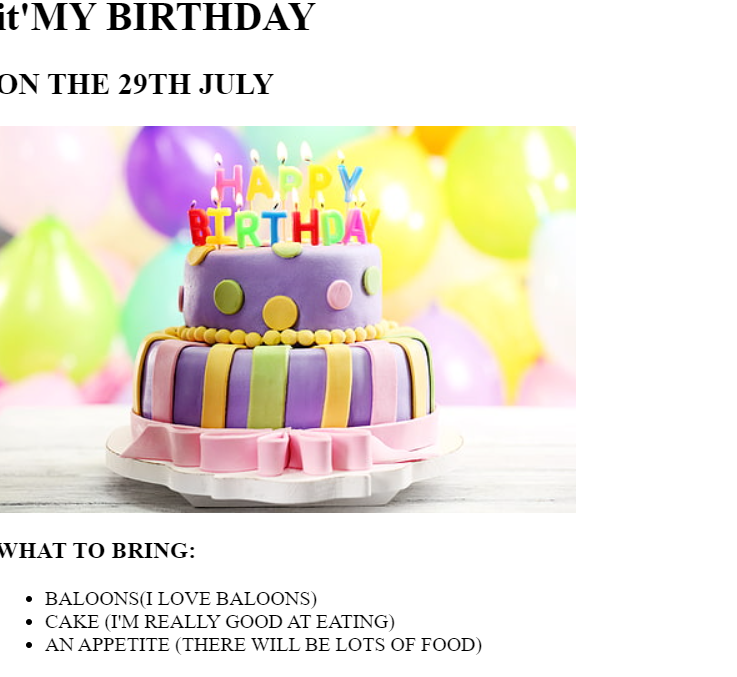 it'MY BIRTHDAY
ON THE 29TH JULY
HAPPY
BIRTHDAY
WHAT TO BRING:
BALOONS(I LOVE BALOONS)
CAKE (I'M REALLY GOOD AT EATING)
AN APPETITE (THERE WILL BE LOTS OF FOOD)